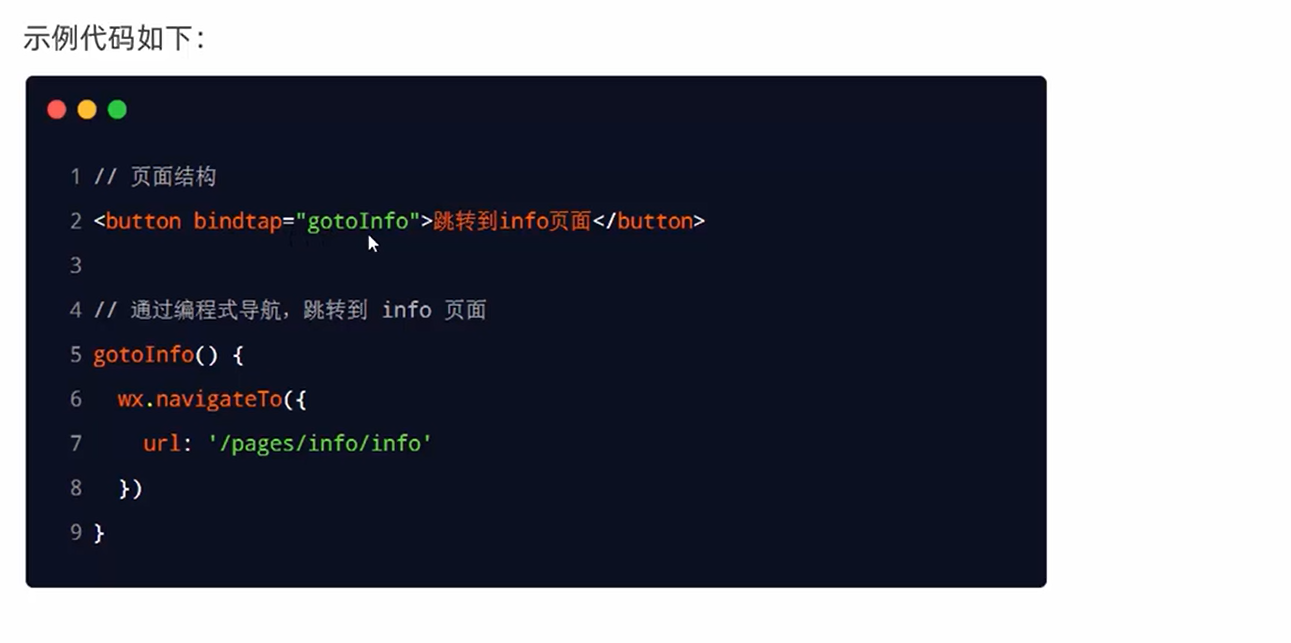 示例代码如下：
1 // 页面结构
2 <button bindtap="gotoInfo">跳转到info页面</button>
3
4 // 通过编程式导航，跳转到 info 页面
5 gotoInfo() {
6   wx.navigateTo({
7     url: '/pages/info/info'
8   })
9 }